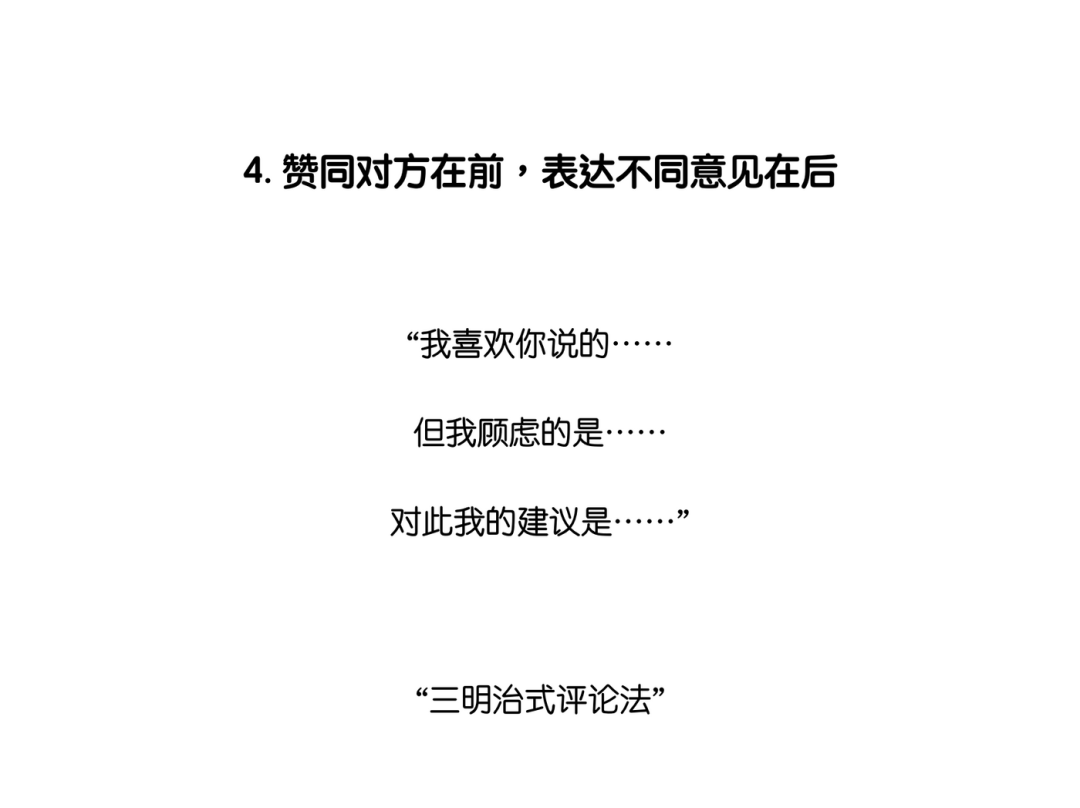 4. 赞同对方在前，表达不同意见在后
“我喜欢你说的……
但我顾虑的是……
对此我的建议是……”
“三明治式评论法”